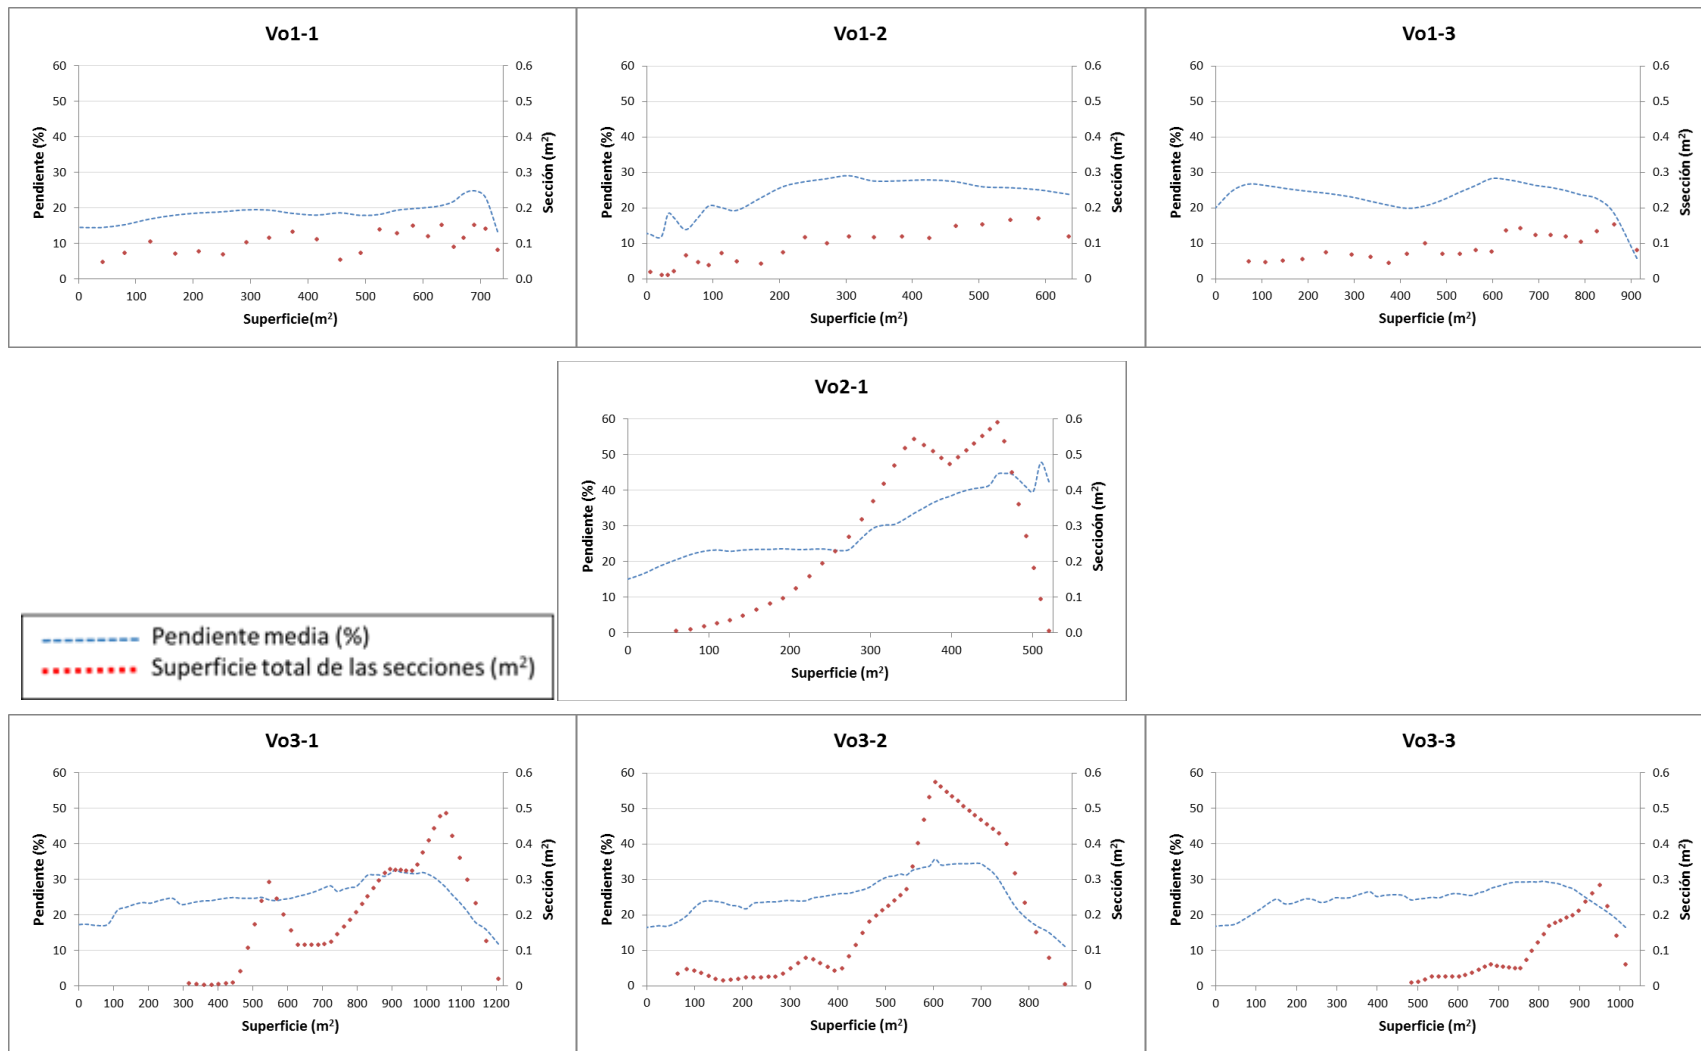 Vo1-1
Pendiente (%)
60
50
40
30
20
10
0
0.6
0.5
0.4
0.3
0.2
0.1
0.0
Sección (m²)
0 100 200 300 400 500 600 700
Superficie(m²)
Vo1-2
Pendiente (%)
60
50
40
30
20
10
0
0.6
0.5
0.4
0.3
0.2
0.1
0
Sección (m²)
0 100 200 300 400 500 600
Superficie (m²)
Vo1-3
Pendiente (%)
60
50
40
30
20
10
0
0.6
0.5
0.4
0.3
0.2
0.1
0
Ssección (m²)
0 100 200 300 400 500 600 700 800 900
Superficie (m²)
Vo2-1
Pendiente (%)
60
50
40
30
20
10
0
0.6
0.5
0.4
0.3
0.2
0.1
0.0
Seccioón (m²)
0 100 200 300 400 500
Superficie (m²)
Pendiente media (%)
Superficie total de las secciones (m²)
Vo3-1
Pendiente (%)
60
50
40
30
20
10
0
0.6
0.5
0.4
0.3
0.2
0.1
0
Sección (m²)
0 100 200 300 400 500 600 700 800 900 1000 1100 1200
Superficie (m²)
Vo3-2
Pendiente (%)
60
50
40
30
20
10
0
0.6
0.5
0.4
0.3
0.2
0.1
0
Sección (m²)
0 100 200 300 400 500 600 700 800
Superficie (m²)
Vo3-3
Pendiente (%)
60
50
40
30
20
10
0
0.6
0.5
0.4
0.3
0.2
0.1
0
Sección (m²)
0 100 200 300 400 500 600 700 800 900 1000
Superficie (m²)